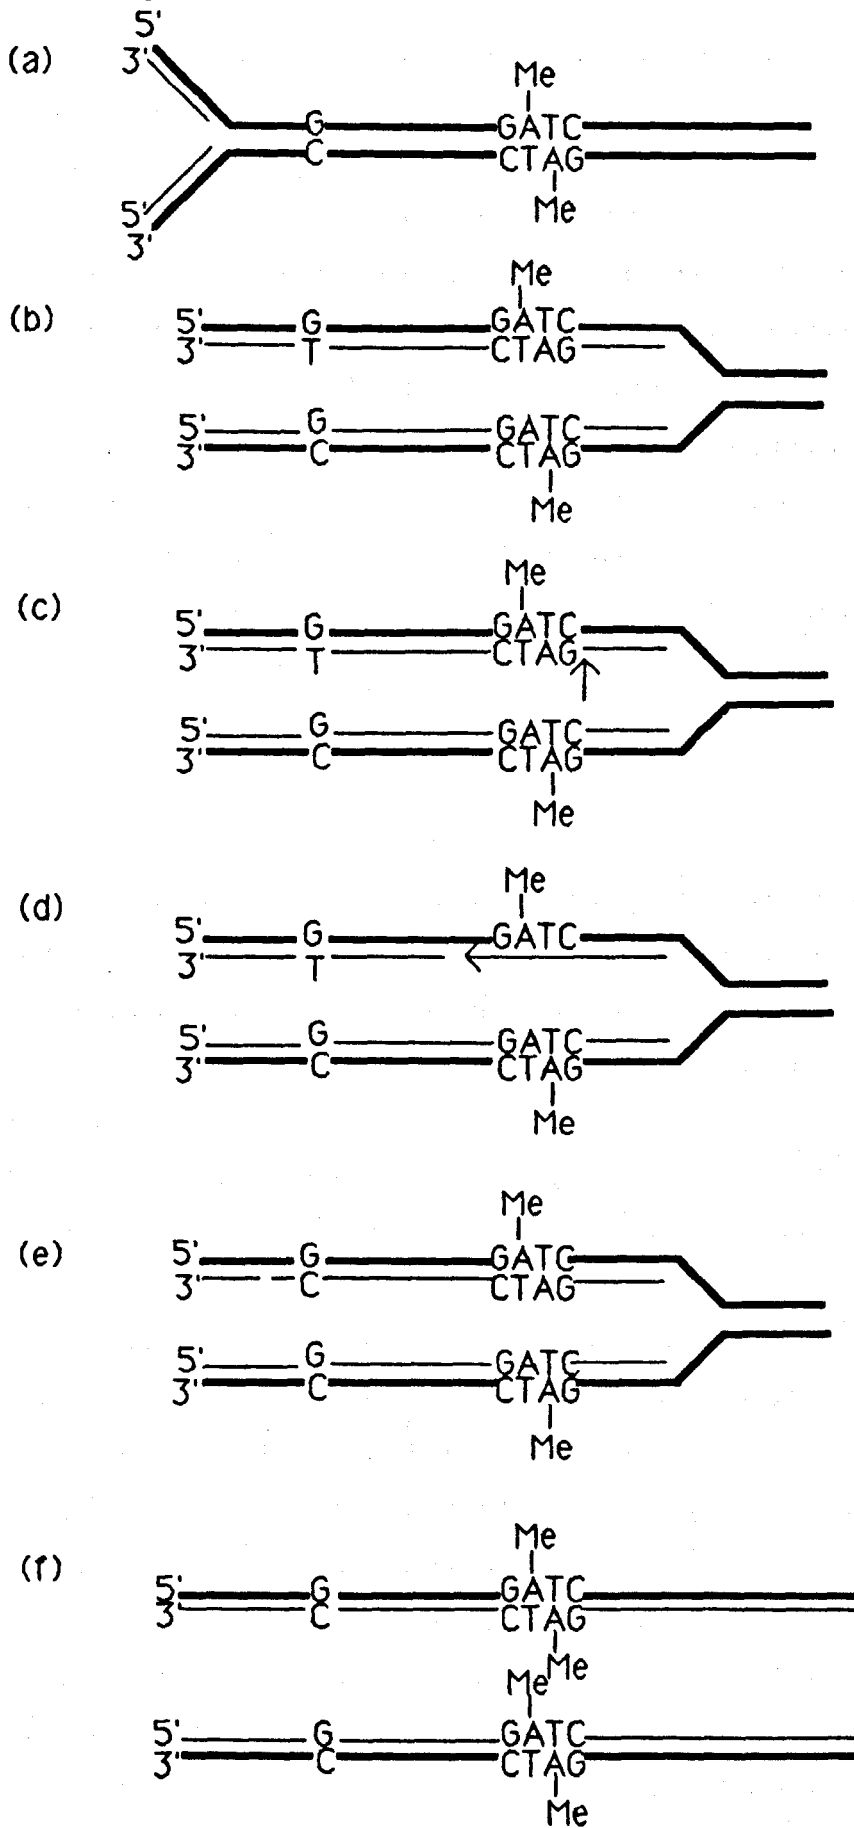 5'
(a) 3'
Me
G GATC
C CTAG
5' Me
3'
Me
(b) 5' G GATC
3' T CTAG
5' G GATC
3' C CTAG
Me
Me
(c) 5' G GATC
3' T CTAG
5' G GATC
3' C CTAG
Me
Me
(d) 5' G GATC
3' T
5' G GATC
3' C CTAG
Me
Me
(e) 5' G GATC
3' C CTAG
5' G GATC
3' C CTAG
Me
Me
(f) 5' G GATC
3 C CTAG
Me
Me
5' G GATC
3' C CTAG
Me